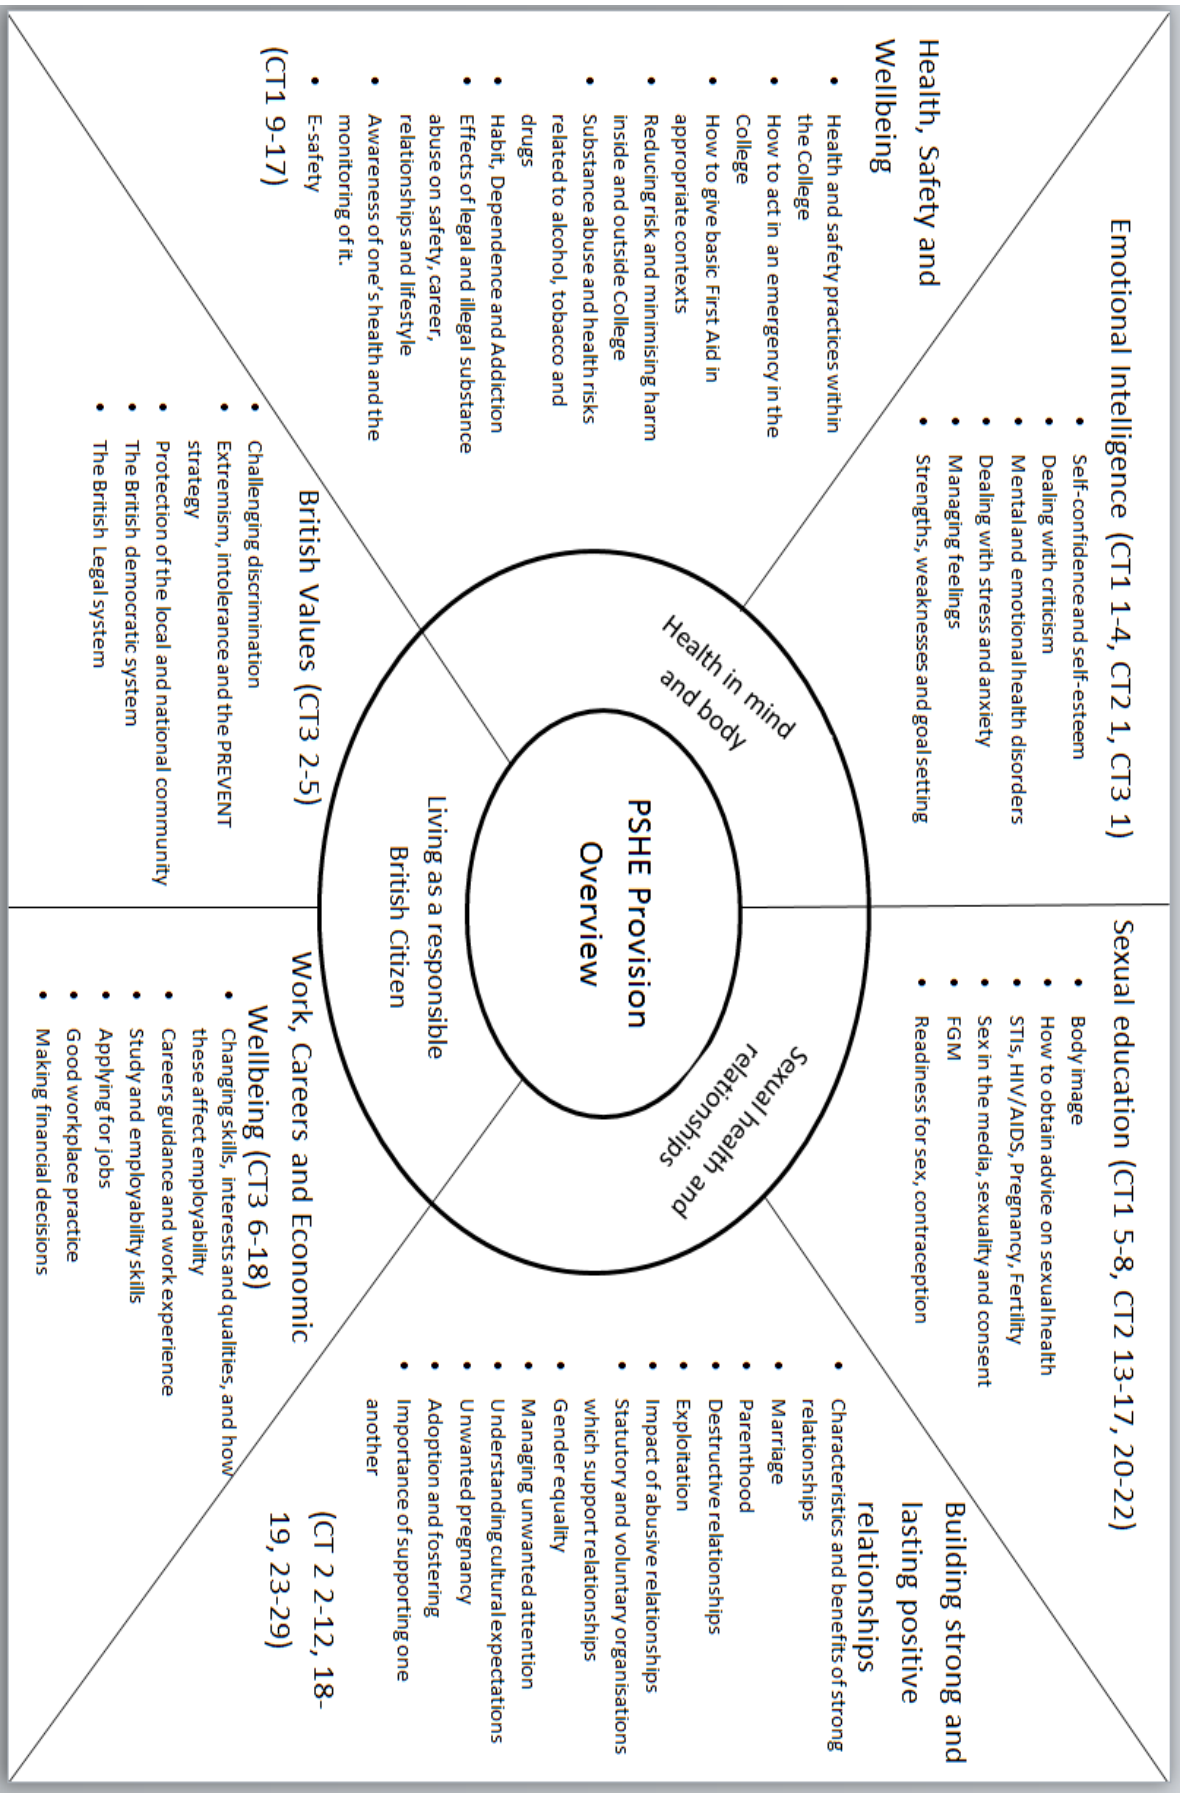 Emotional Intelligence (CT1 1-4, CT2 1, CT3 1)
• Self-confidence and self-esteem
• Dealing with criticism
• Mental and emotional health disorders
• Dealing with stress and anxiety
• Managing feelings
• Strengths, weaknesses and goal setting
Sexual education (CT1 5-8, CT2 13-17, 20-22)
• Body image
• How to obtain advice on sexual health
• STIs, HIV/AIDS, Pregnancy, Fertility
• Sex in the media, sexuality and consent
• FGM
• Readiness for sex, contraception
Health, Safety and
Wellbeing
• Health and safety practices within
the College
• How to act in an emergency in the
College
• How to give basic First Aid in
appropriate contexts
• Reducing risk and minimising harm
inside and outside College
• Substance abuse and health risks
related to alcohol, tobacco and
drugs
• Habit, Dependence and Addiction
• Effects of legal and illegal substance
abuse on safety, career,
relationships and lifestyle
• Awareness of one's health and the
monitoring of it.
• E-safety
(CT1 9-17)
Health in mind
and body
PSHE Provision
Overview
Sexual health and
relationships
Living as a responsible
British Citizen
Building strong and
lasting positive
relationships
• Characteristics and benefits of strong
relationships
• Marriage
• Parenthood
• Destructive relationships
• Exploitation
• Impact of abusive relationships
• Statutory and voluntary organisations
which support relationships
• Gender equality
• Managing unwanted attention
• Understanding cultural expectations
• Unwanted pregnancy
• Adoption and fostering
• Importance of supporting one
another
(CT 2 2-12, 18-
19, 23-29)
British Values (CT3 2-5)
• Challenging discrimination
• Extremism, intolerance and the PREVENT
strategy
• Protection of the local and national community
• The British democratic system
• The British Legal system
Work, Careers and Economic
Wellbeing (CT3 6-18)
• Changing skills, interests and qualities, and how
these affect employability
• Careers guidance and work experience
• Study and employability skills
• Applying for jobs
• Good workplace practice
• Making financial decisions